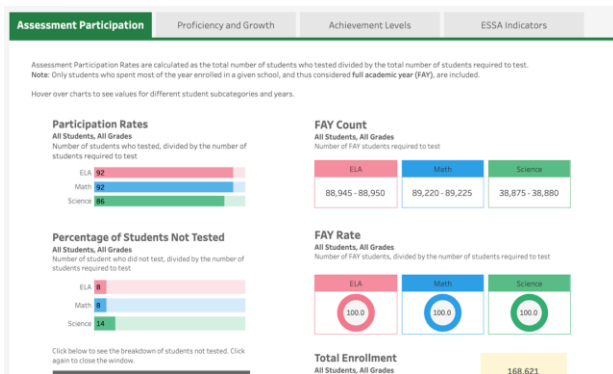 Assessment Participation
Proficiency and Growth
Achievement Levels
ESSA Indicators
Assessment Participation Rates are calculated as the total number of students who tested divided by the total number of students required to test.
Note: Only students who spent most of the year enrolled in a given school, and thus considered full academic year (FAY), are included.
Hover over charts to see values for different student subcategories and years.
Participation Rates
All Students, All Grades
Number of students who tested, divided by the number of
students required to test
ELA 92
Math 92
Science 86
FAY Count
All Students, All Grades
Number of FAY students required to test
ELA
Math
Science
88,945 - 88,950
89,220 - 89,225
38,875 - 38,880
Percentage of Students Not Tested
All Students, All Grades
Number of student who did not test, divided by the number of
students required to test
ELA 8
Math 8
Science 14
FAY Rate
All Students, All Grades
Number of FAY students, divided by the number of students required to test
ELA
Math
Science
100.0
100.0
100.0
Click below to see the breakdown of students not tested. Click
again to close the window.
Total Enrollment
All Students, All Grades
168,621